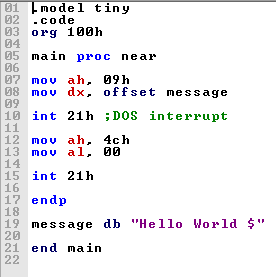 01 .model tiny
02 .code
03 org 100h
04
05 main proc near
06
07 mov ah, 09h
08 mov dx, offset message
09
10 int 21h ;DOS interrupt
11
12 mov ah, 4ch
13 mov al, 00
14
15 int 21h
16
17 endp
18
19 message db "Hello World $"
20
21 end main
22